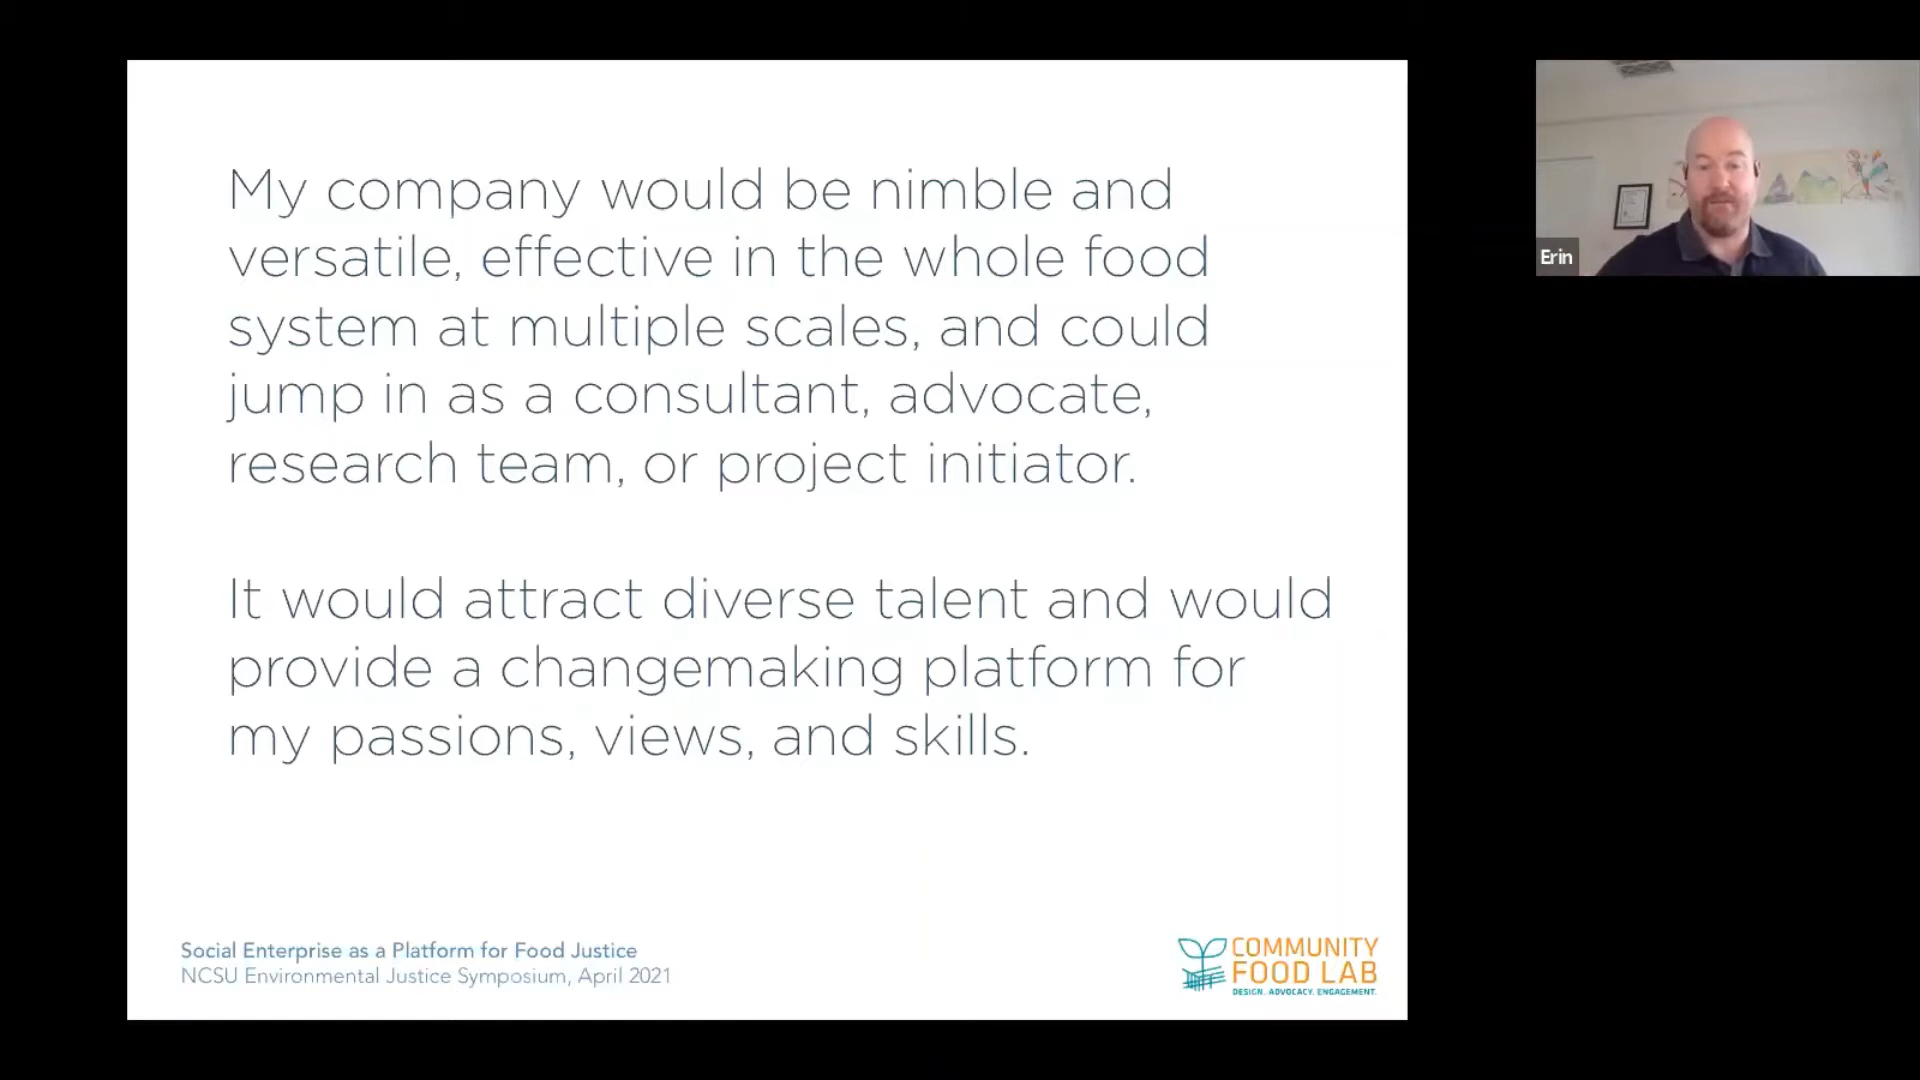 My company would be nimble and
versatile, effective in the whole food
system at multiple scales, and could
jump in as a consultant, advocate,
research team, or project initiator.
It would attract diverse talent and would
provide a changemaking platform for
my passions, views, and skills.
Social Enterprise as a Platform for Food Justice
NCSU Environmental Justice Symposium, April 2021
COMMUNITY
FOOD LAB
DESIGN. ADVOCACY. ENGAGEMENT.
Erin